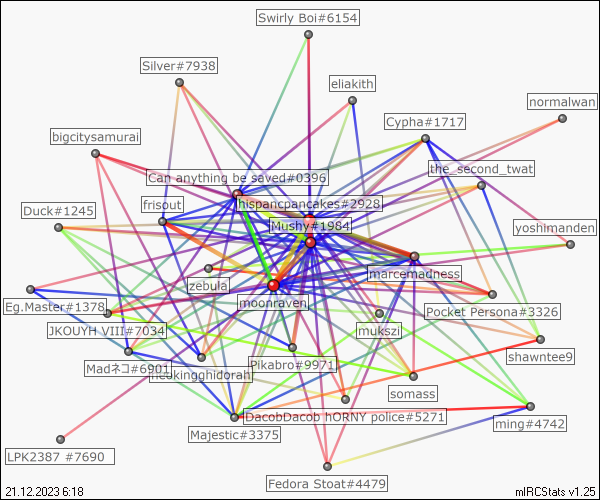 Swirly Boi#6154
Silver#7938
eliakith
normalwan
Cypha#1717
bigcitysamurai
the_second_twat
Can anything be saved#0396
hispancpancakes#2928
frisout
Duck#1245
Mushy#1984
yoshimanden
marcemadness
zebula
moonraven
Eg.Master#1378
Pocket Persona#3326
JKOUYH VIII#7034
mukszi
shawntee9
Madネコ#6901
Pikabro#9971
somass
DacobDacob hORNY police#5271
ming#4742
Majestic#3375
LPK2387 #7690
Fedora Stoat#4479
21.12.2023 6:18
mIRCStats v1.25